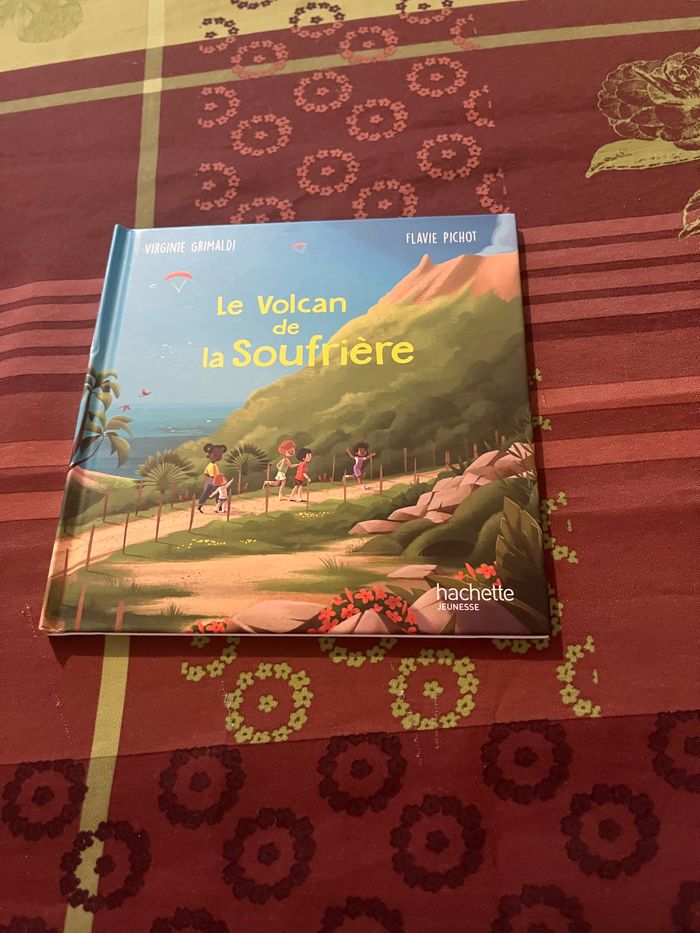 VIRGINIE GRIMALDI
FLAVIE PICHOT
Le Volcan
de
la Soufrière
hachette
JEUNESSE